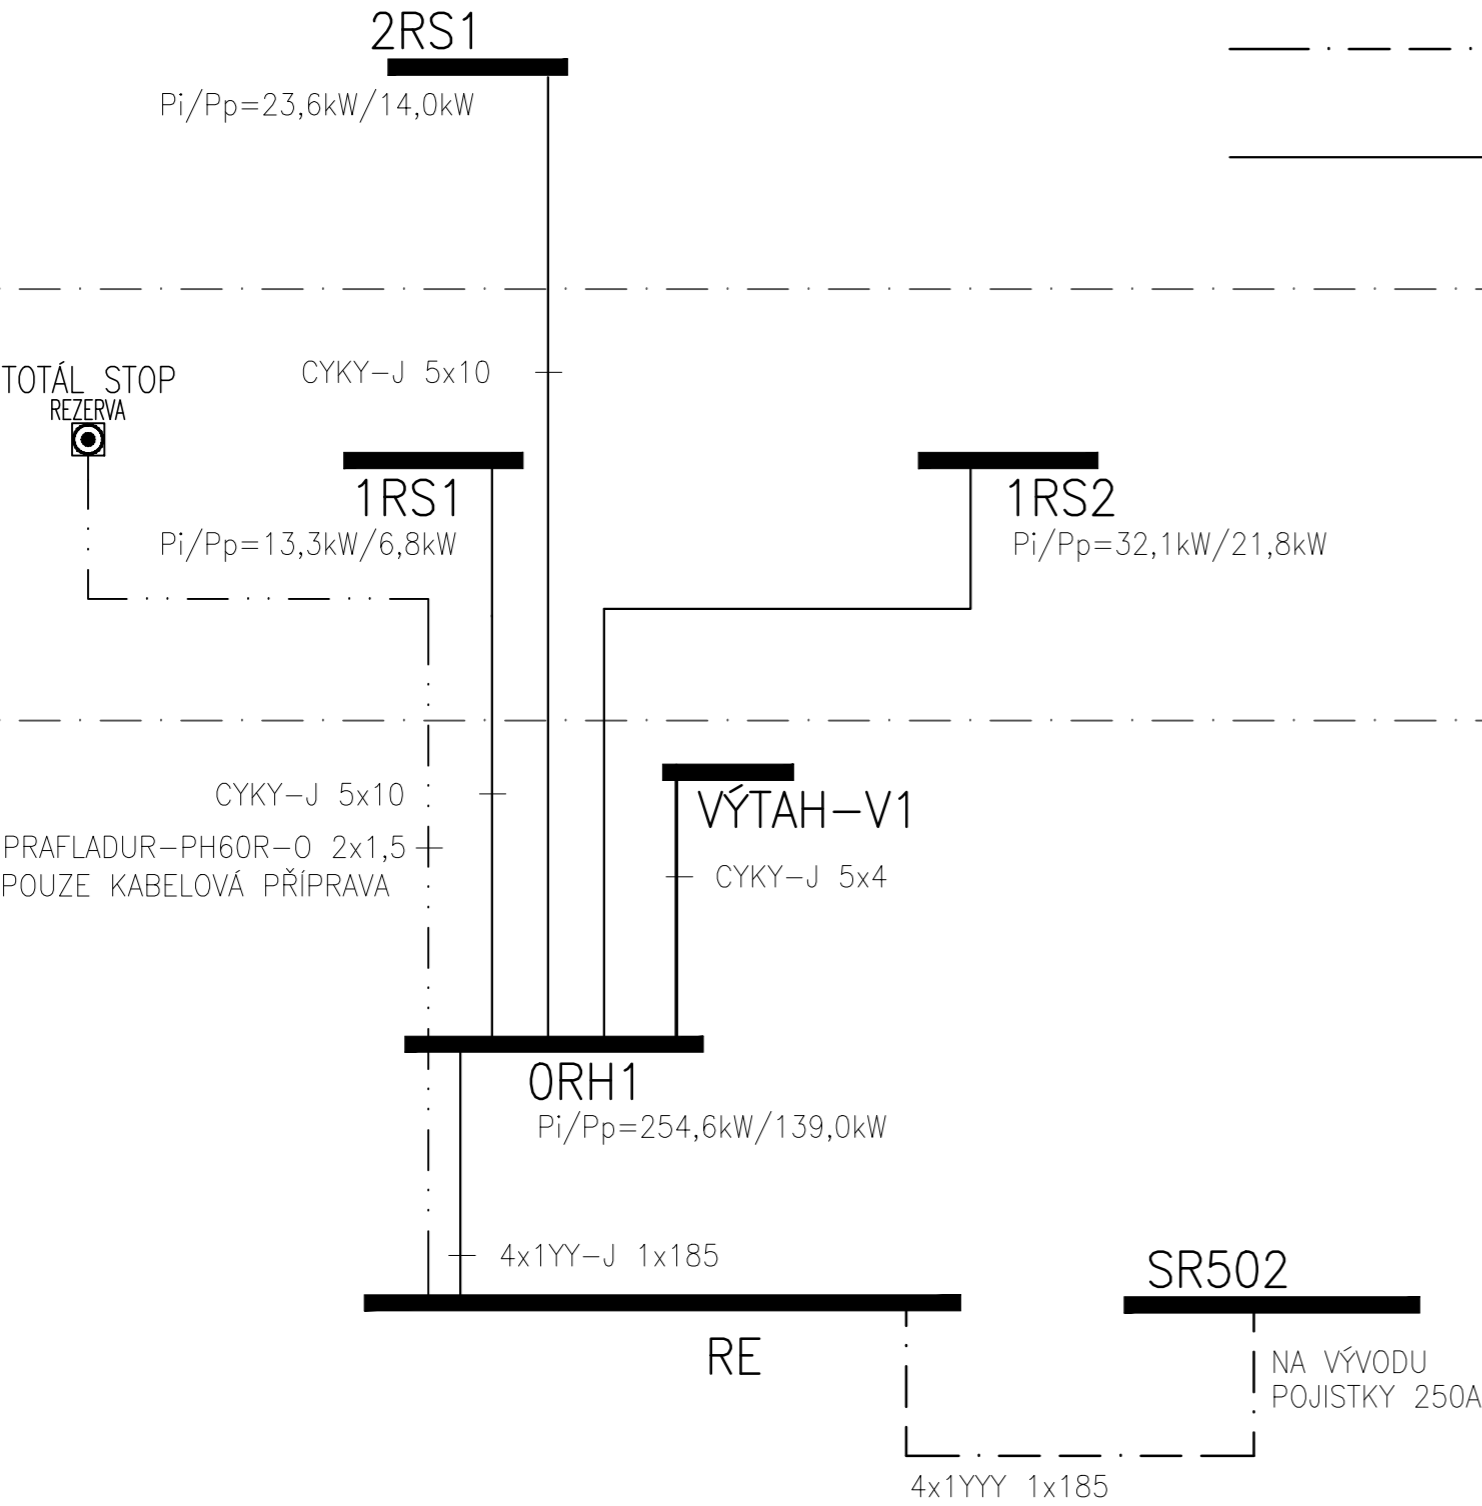 2RS1
Pi/Pp=23,6kW/14,0kW
TOTÁL STOP
REZERVA
CYKY-J 5x10
1RS1
Pi/Pp=13,3kW/6,8kW
1RS2
Pi/Pp=32,1kW/21,8kW
CYKY-J 5x10
PRAFLADUR-PH60R-O 2x1,5
POUZE KABELOVÁ PŘÍPRAVA
VÝTAH-V1
CYKY-J 5x4
0RH1
Pi/Pp=254,6kW/139,0kW
4x1YY-J 1x185
RE
SR502
NA VÝVODU
POJISTKY 250A
4x1YYY 1x185